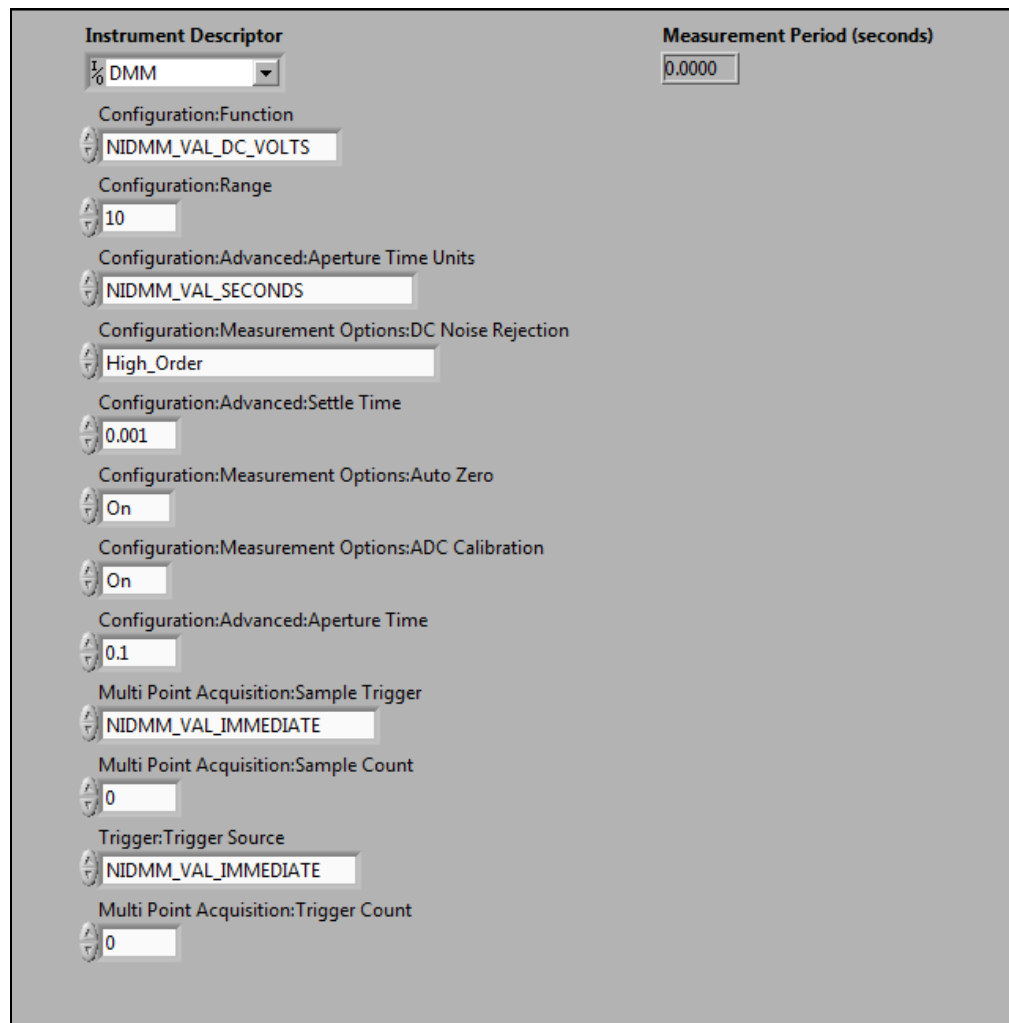 Instrument Descriptor
Measurement Period (seconds)
I/O DMM
0.0000
Configuration:Function
NIDMM_VAL_DC_VOLTS
Configuration:Range
10
Configuration:Advanced:Aperture Time Units
NIDMM_VAL_SECONDS
Configuration:Measurement Options:DC Noise Rejection
High_Order
Configuration:Advanced:Settle Time
0.001
Configuration:Measurement Options:Auto Zero
On
Configuration:Measurement Options:ADC Calibration
On
Configuration:Advanced:Aperture Time
0.1
Multi Point Acquisition:Sample Trigger
NIDMM_VAL_IMMEDIATE
Multi Point Acquisition:Sample Count
0
Trigger:Trigger Source
NIDMM_VAL_IMMEDIATE
Multi Point Acquisition:Trigger Count
0